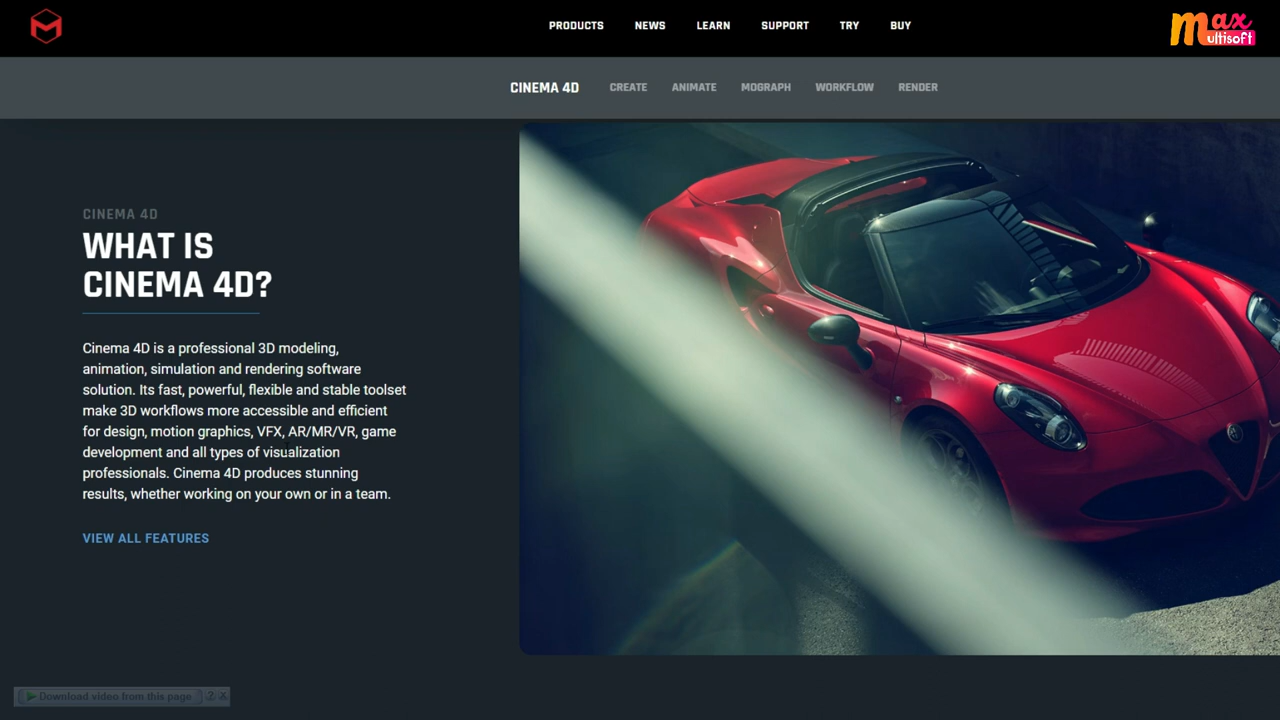 PRODUCTS NEWS LEARN SUPPORT TRY BUY
max
ultisoft
CINEMA 4D CREATE ANIMATE MOGRAPH WORKFLOW RENDER
CINEMA 4D
WHAT IS
CINEMA 4D?
Cinema 4D is a professional 3D modeling,
animation, simulation and rendering software
solution. Its fast, powerful, flexible and stable toolset
make 3D workflows more accessible and efficient
for design, motion graphics, VFX, AR/MR/VR, game
development and all types of visualization
professionals. Cinema 4D produces stunning
results, whether working on your own or in a team.
VIEW ALL FEATURES
Download video from this page ? X